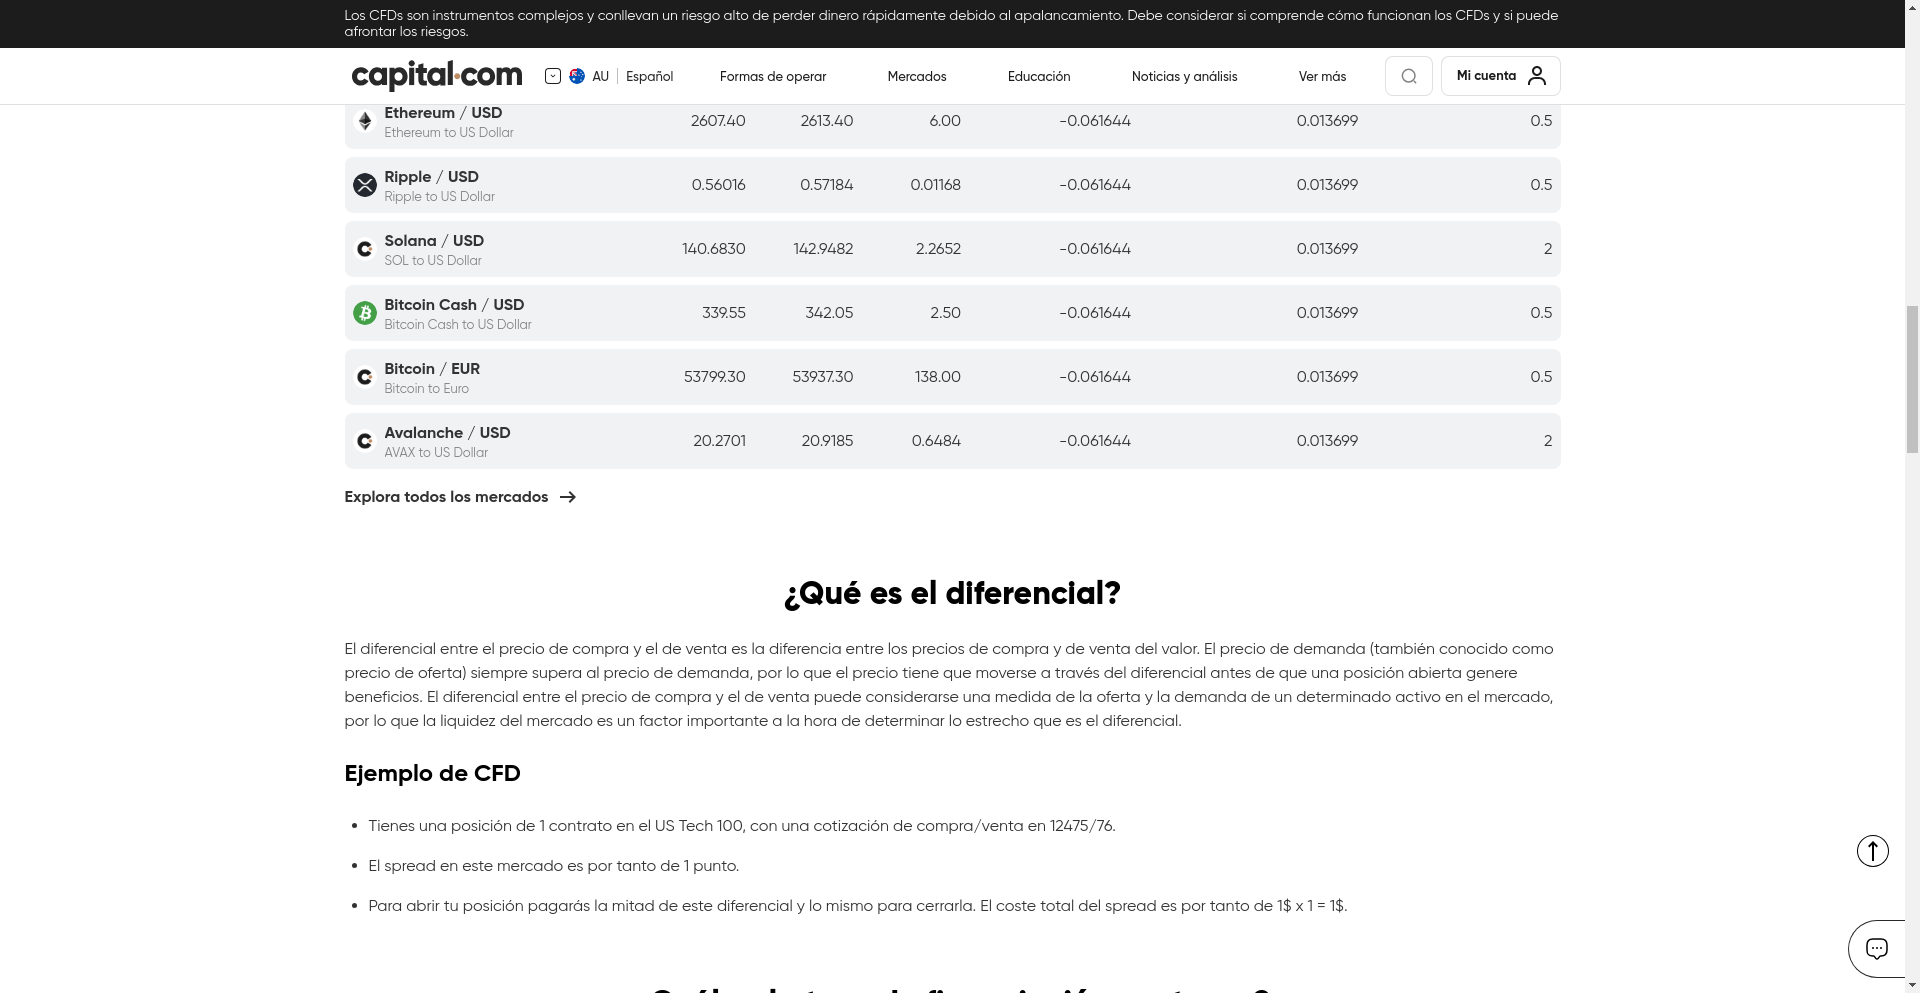 Los CFDs son instrumentos complejos y conllevan un riesgo alto de perder dinero rápidamente debido al apalancamiento. Debe considerar si comprende cómo funcionan los CFDs y si puede
afrontar los riesgos.
capital.com AU Español Formas de operar Mercados Educación Noticias y análisis Ver más Mi cuenta
Ethereum / USD 2607.40 2613.40 6.00 -0.061644 0.013699 0.5
Ethereum to US Dollar
Ripple / USD 0.56016 0.57184 0.01168 -0.061644 0.013699 0.5
Ripple to US Dollar
Solana / USD 140.6830 142.9482 2.2652 -0.061644 0.013699 2
SOL to US Dollar
Bitcoin Cash / USD 339.55 342.05 2.50 -0.061644 0.013699 0.5
Bitcoin Cash to US Dollar
Bitcoin / EUR 53799.30 53937.30 138.00 -0.061644 0.013699 0.5
Bitcoin to Euro
Avalanche / USD 20.2701 20.9185 0.6484 -0.061644 0.013699 2
AVAX to US Dollar
Explora todos los mercados
¿Qué es el diferencial?
El diferencial entre el precio de compra y el de venta es la diferencia entre los precios de compra y de venta del valor. El precio de demanda (también conocido como
precio de oferta) siempre supera al precio de demanda, por lo que el precio tiene que moverse a través del diferencial antes de que una posición abierta genere
beneficios. El diferencial entre el precio de compra y el de venta puede considerarse una medida de la oferta y la demanda de un determinado activo en el mercado,
por lo que la liquidez del mercado es un factor importante a la hora de determinar lo estrecho que es el diferencial.
Ejemplo de CFD
• Tienes una posición de 1 contrato en el US Tech 100, con una cotización de compra/venta en 12475/76.
• El spread en este mercado es por tanto de 1 punto.
• Para abrir tu posición pagarás la mitad de este diferencial y lo mismo para cerrarla. El coste total del spread es por tanto de 1$ x 1 = 1$.